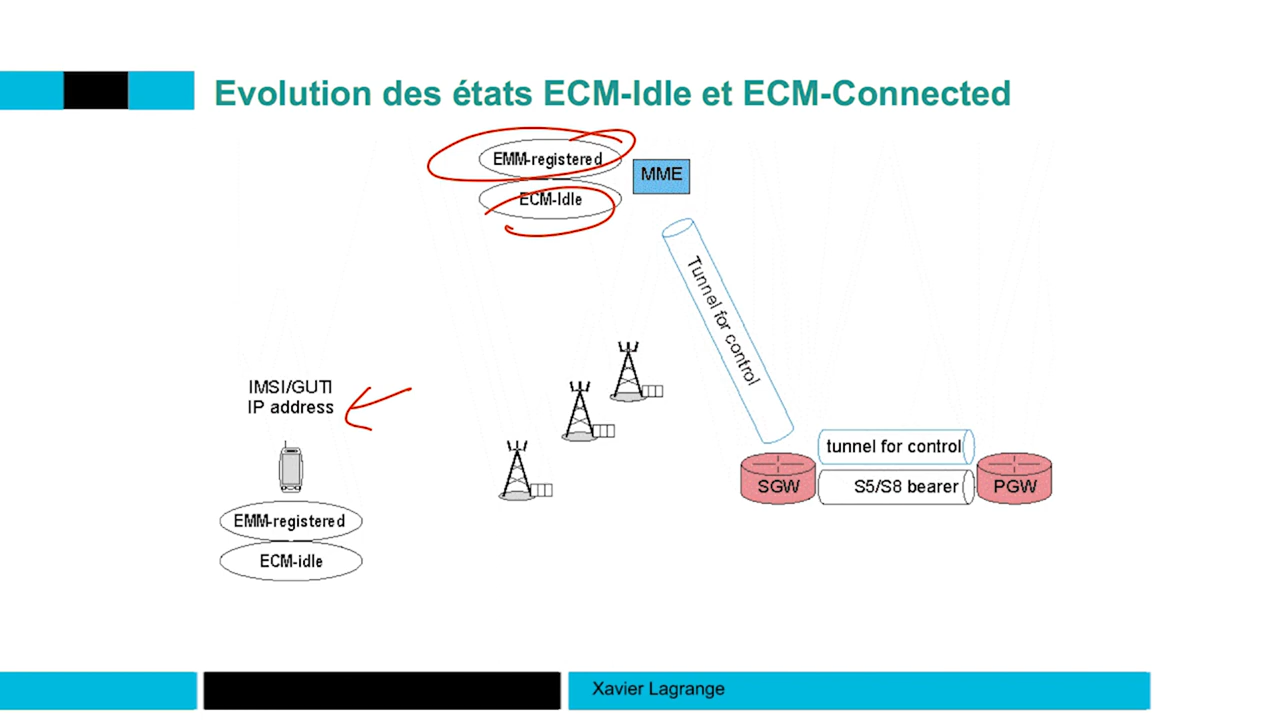 Evolution des états ECM-Idle et ECM-Connected
EMM-registered
MME
ECM-Idle
Tunnel for control
IMSI/GUTI
IP address
tunnel for control
SGW
S5/S8 bearer
PGW
EMM-registered
ECM-idle
Xavier Lagrange